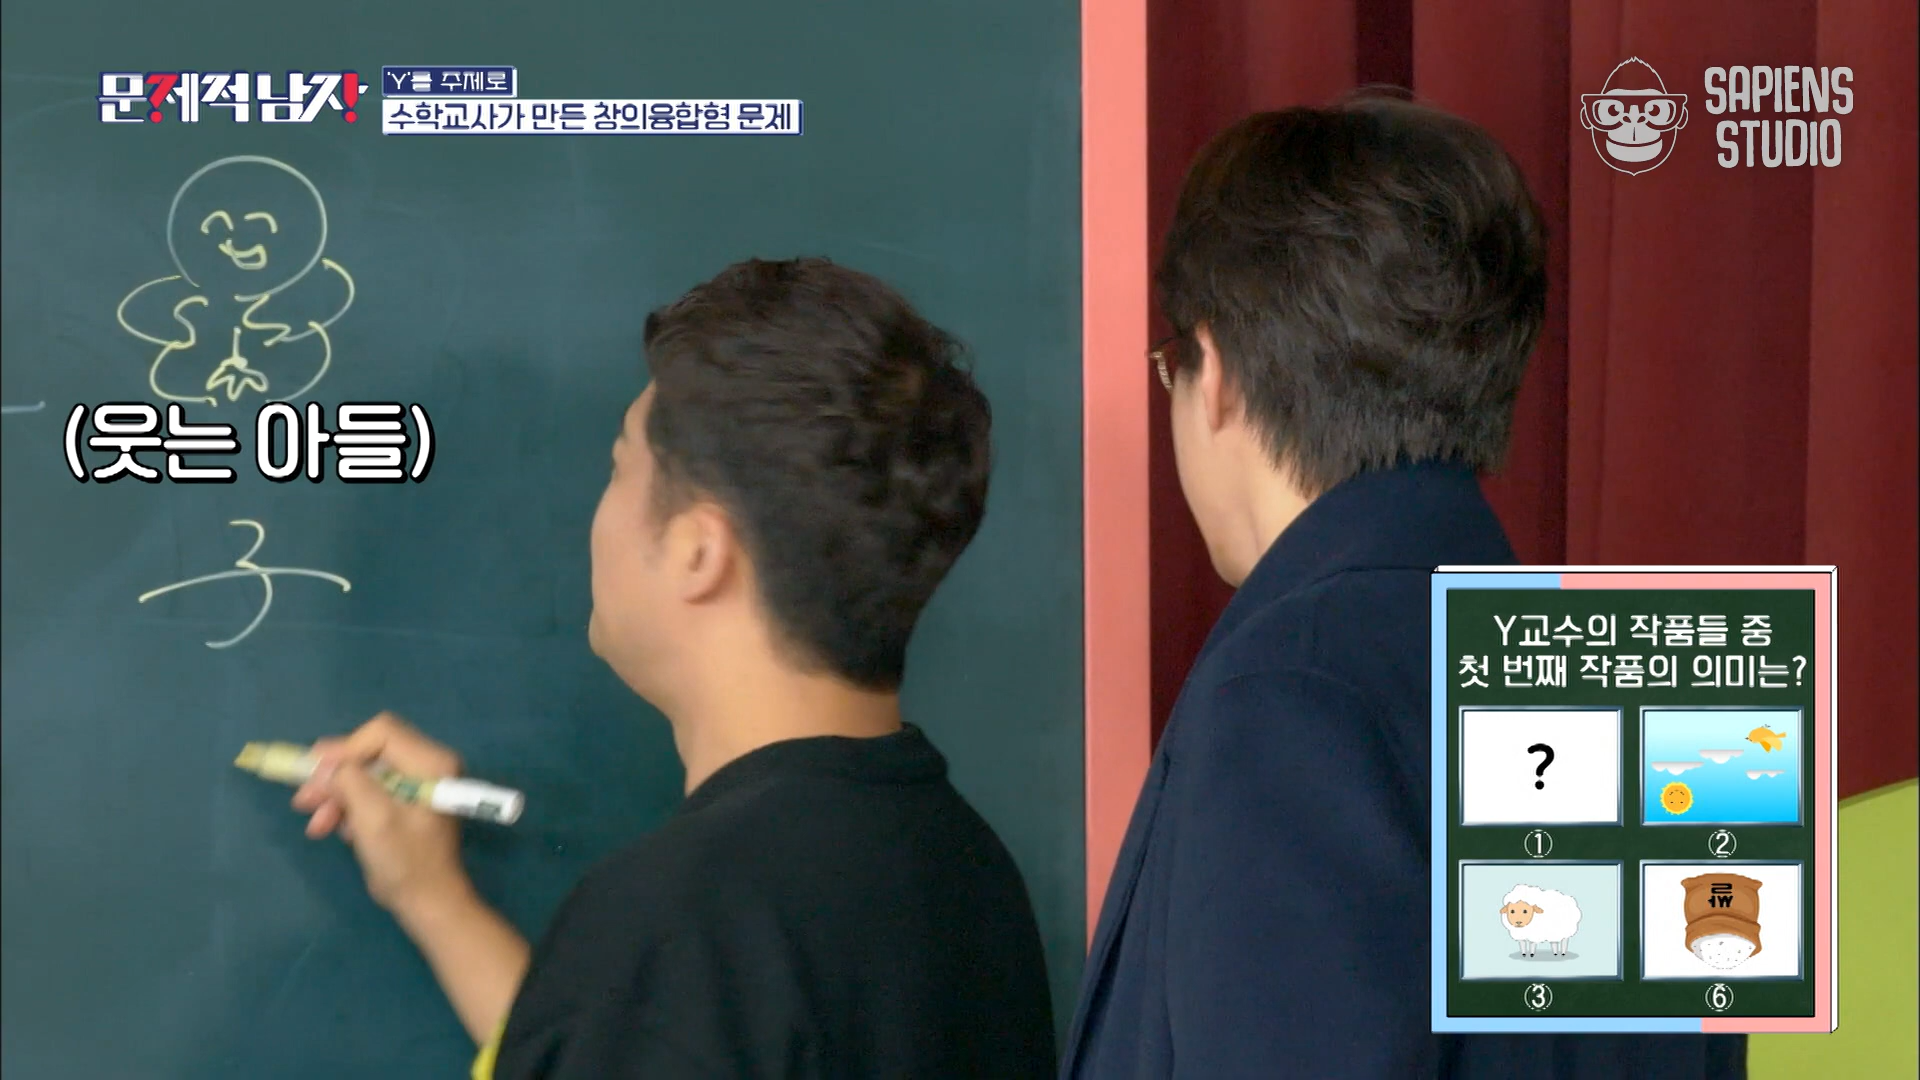 문제적 남자
'Y'를 주제로
수학교사가 만든 창의융합형 문제
SAPIENS
STUDIO
(웃는 아들)
子
Y교수의 작품들 중
첫 번째 작품의 의미는?
?
①
②
③
⑥